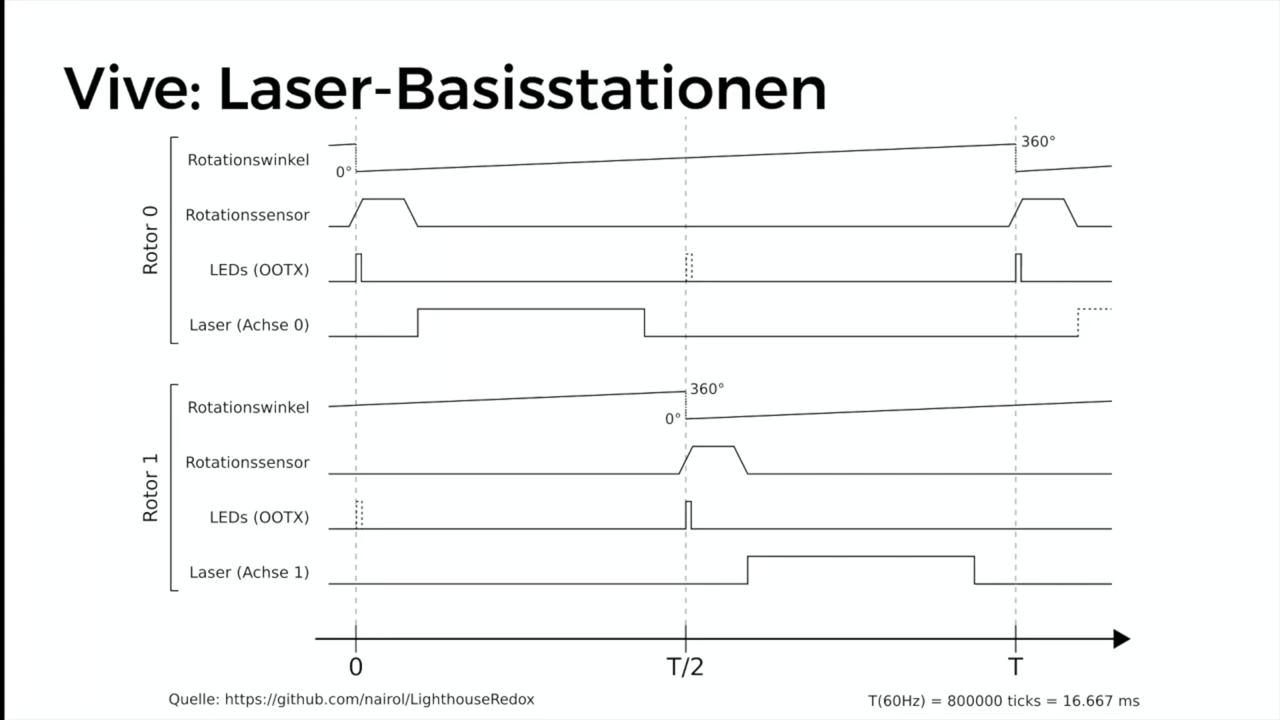 Vive: Laser-Basisstationen
Rotor 0
Rotationswinkel
0°
360°
Rotationssensor
LEDs (OOTX)
Laser (Achse 0)
Rotor 1
Rotationswinkel
360°
0°
Rotationssensor
LEDs (OOTX)
Laser (Achse 1)
0 T/2 T
Quelle: https://github.com/nairol/LighthouseRedox
T(60Hz) = 800000 ticks = 16.667 ms